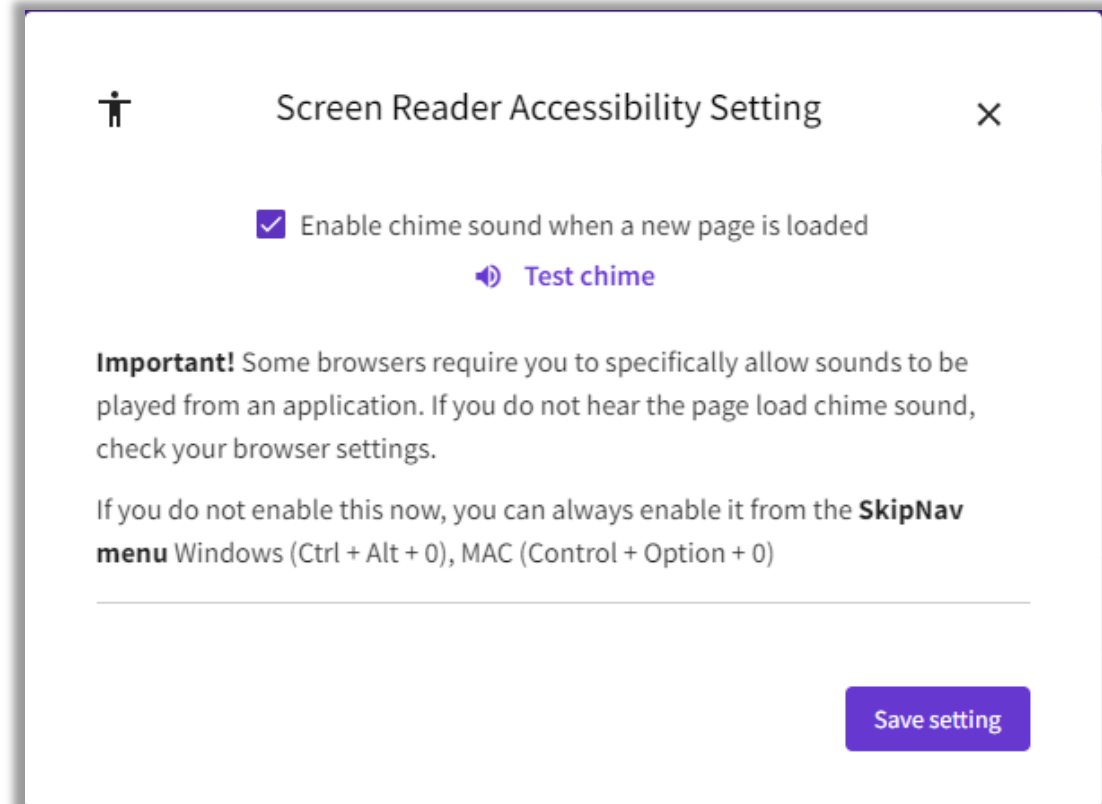 Screen Reader Accessibility Setting
Enable chime sound when a new page is loaded
Test chime
Important! Some browsers require you to specifically allow sounds to be
played from an application. If you do not hear the page load chime sound,
check your browser settings.
If you do not enable this now, you can always enable it from the SkipNav
menu Windows (Ctrl + Alt + 0), MAC (Control + Option + 0)
Save setting